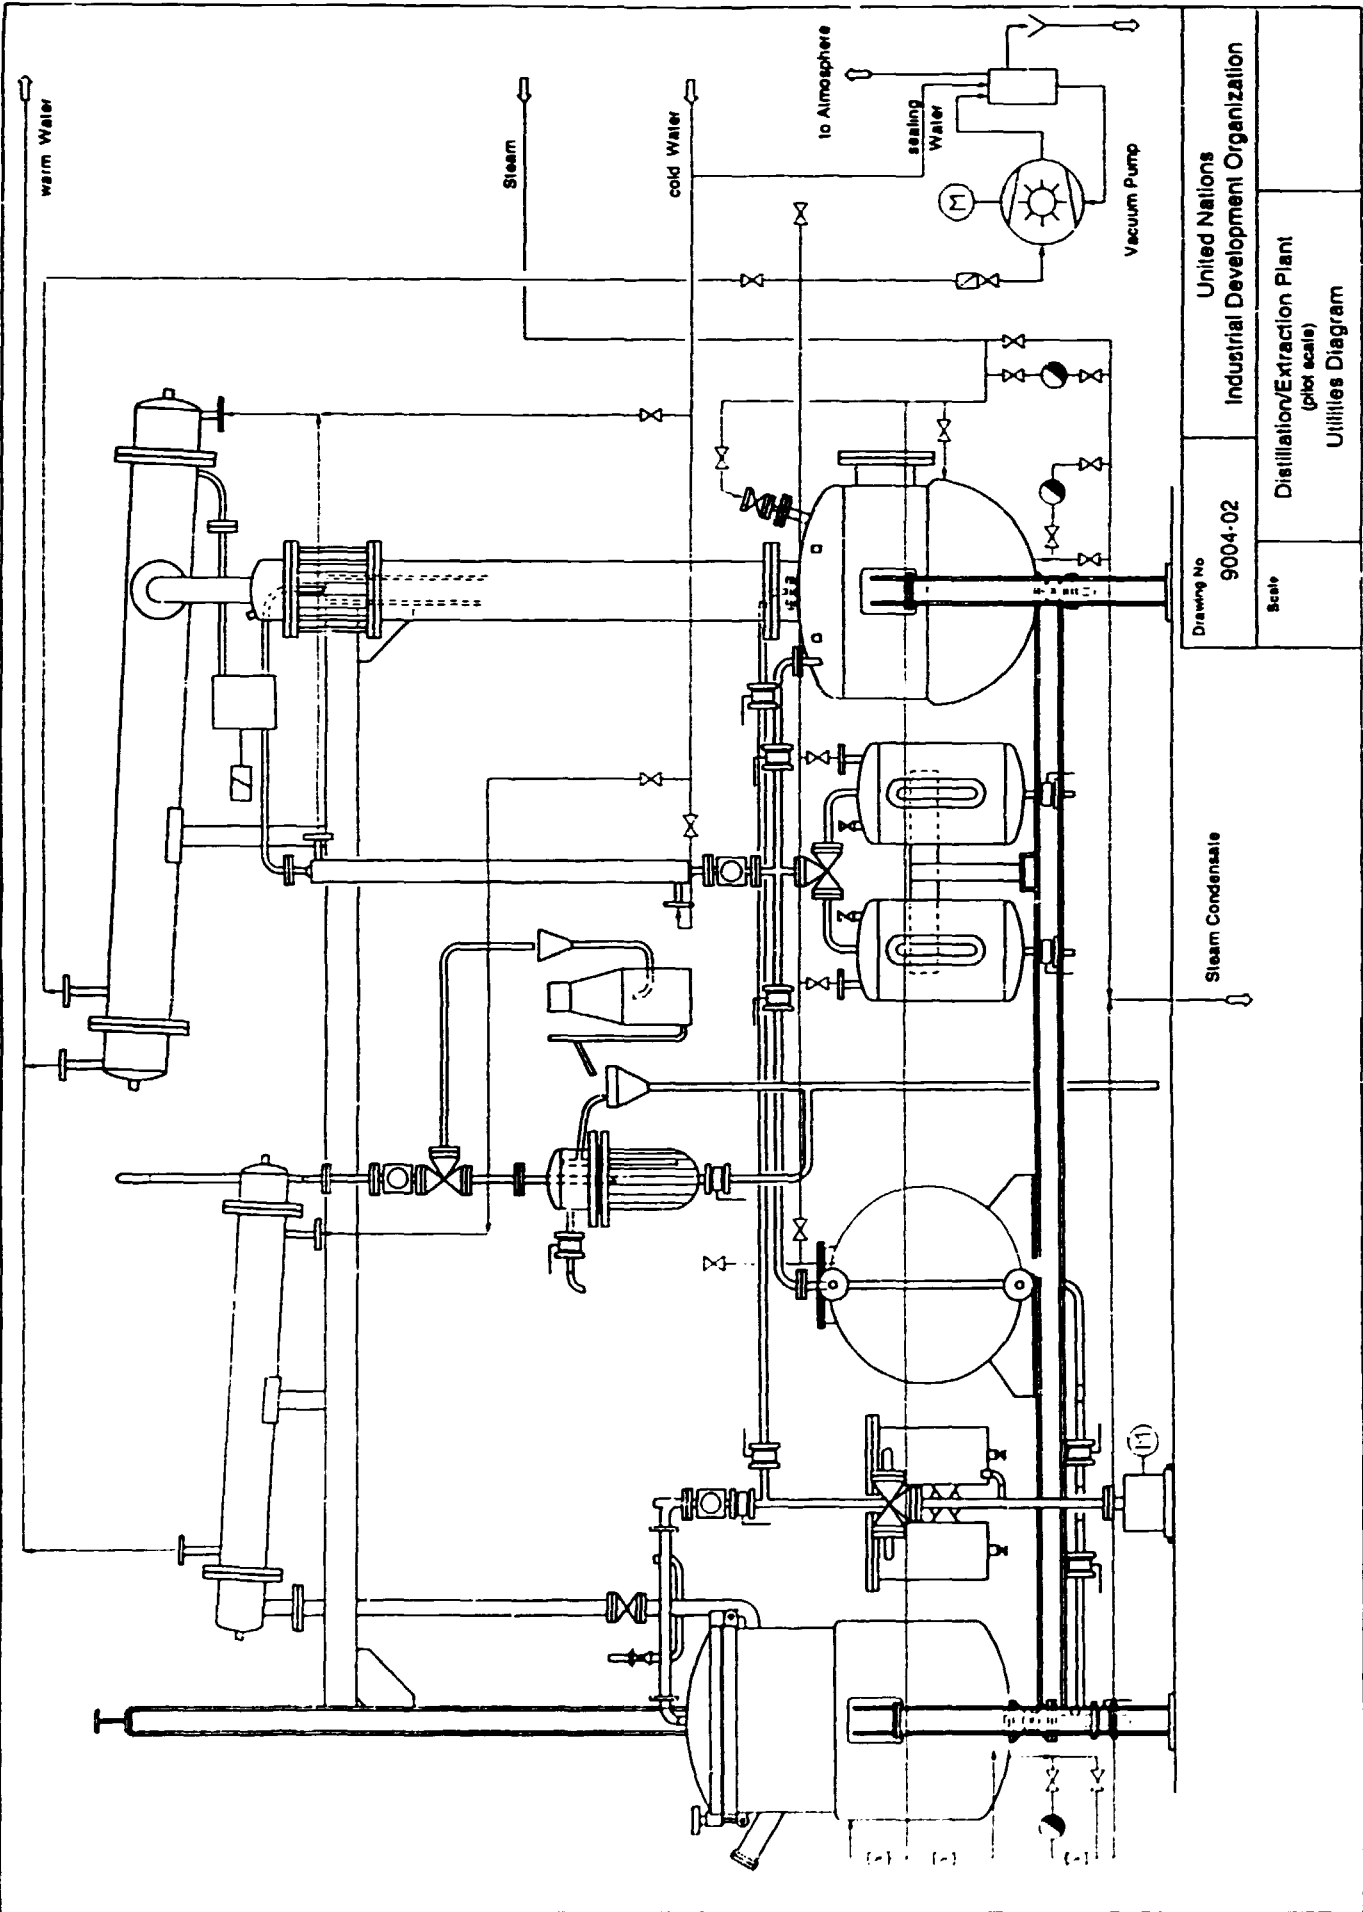 warm Water
Steam
cold Water
to Atmosphere
sealing
Water
M
Vacuum Pump
Steam Condensate
United Nations
Industrial Development Organization
Drawing No
9004-02
Distillation/Extraction Plant
(pilot scale)
Utilities Diagram
Scale